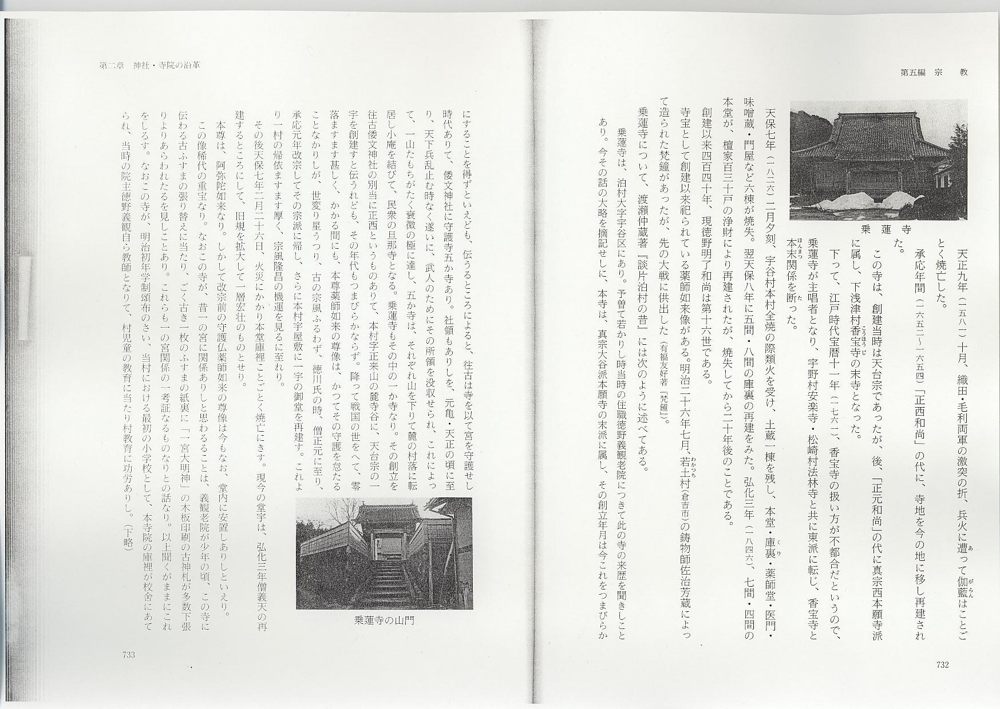 第五編　宗　教
乗蓮寺
天正九年（一五八一）十月、織田・毛利両軍の激突の折、兵火に遭って伽藍はことご
とく焼亡した。
承応年間（一六五二～一六五四）「正西和尚」の代に、寺地を今の地に移し再建され
た。
この寺は、創建当時は天台宗であったが、後、「正元和尚」の代に真宗西本願寺派
に属し、下浅津村香宝寺の末寺となった。
下って、江戸時代宝暦十一年（一七六一）、香宝寺の扱い方が不都合だというので、
乗蓮寺が主唱者となり、宇野村安楽寺・松崎村法林寺と共に東派に転じ、香宝寺と
本末関係を断った。
天保七年（一八二六）二月夕刻、宇谷村本村全焼の際類火を受け、土蔵一棟を残し、本堂・庫裏・薬師堂・医門・
味噌蔵・門屋など六棟が焼失。翌天保八年に五間・八間の庫裏の再建をみた。弘化三年（一八四六）、七間・四間の
本堂が、檀家百三十戸の浄財により再建されたが、焼失してから二十年後のことである。
創建以来四百四十年、現徳野明了和尚は第十六世である。
寺宝として創建以来祀られている薬師如来像がある。明治二十六年七月、若土村（倉吉市）の鋳物師佐治芳蔵によっ
て造られた梵鐘があったが、先の大戦に供出した（有福友好著『梵鐘』）。
乗蓮寺について、渡瀬仲蔵著『談片泊村の昔』には次のように述べてある。
乗蓮寺は、泊村大字宇谷区にあり。予曽て若かりし時当時の住職徳野義観老院につきて此の寺の来歴を聞きしこと
あり。今その話の大略を摘記せしに、本寺は、真宗大谷派本願寺の末派に属し、その創立年月は今これをつまびらか
732
第二章　神社・寺院の沿革
にすることを得ずといえども、伝うるところによると、往古は寺を以て宮を守護せし
時代ありて、倭文神社に守護寺五か寺あり。社領もありしを、元亀・天正の頃に至
り、天下兵乱止む時なく遂いに、武人のためにその所領を没収せられ、これによっ
て、一山たもちがたく衰微の極に達し、五か寺は、それぞれ山を下りて麓の村落に転
居し小庵を結びて、民衆の旦那寺となる。乗蓮寺もその中の一か寺なり。その創立を
往古倭文神社の別当に正西というものありて、本村字正来山の麓寺谷に、天台宗の一
宇を創建すと伝うれども、その年代もつまびらかならず。降って戦国の世をへて、零
落ますます甚しく、かかる間にも、本尊薬師如来の尊像は、かつてその守護を怠たる
ことなかりしが、世変り星うつり、古の宗風ふるわず、徳川氏の時、僧正元に至り、
承応元年改宗してその宗派に帰し、さらに本村宇屋敷に一宇の御堂を再建す。これよ
り一村の帰依ますます厚く、宗風隆昌の機運を見るに至れり。
その後天保七年二月二十六日、火災にかかり本堂庫裡ことごとく焼亡にきす。現今の堂宇は、弘化三年僧義天の再
建するところにして、旧規を拡大して一層宏壮のものとせり。
本尊は、阿弥陀如来なり。しかして改宗前の守護仏薬師如来の尊像は今もなお、堂内に安置しありしといえり。
この像稀代の重宝なり。なおこの寺が、昔一の宮に関係ありしと思わるることは、義観老院が少年の頃、この寺に
伝わる古ふすまの張り替えに当たり、ごく古き一枚のふすまの紙裏に「一宮大明神」の木板印刷の古神札が多数下張
りよりあらわれたるを見しことあり。これらも一の宮関係の一考証なるものなりとの話なり。以上聞くがままにこれ
をしるす。なおこの寺が、明治初年学制頒布のさい、当村における最初の小学校として、本寺院の庫裡が校舎にあて
られ、当時の院主徳野義観自ら教師となりて、村児童の教育に当たり村教育に功労ありし。（下略）
乗蓮寺の山門
733